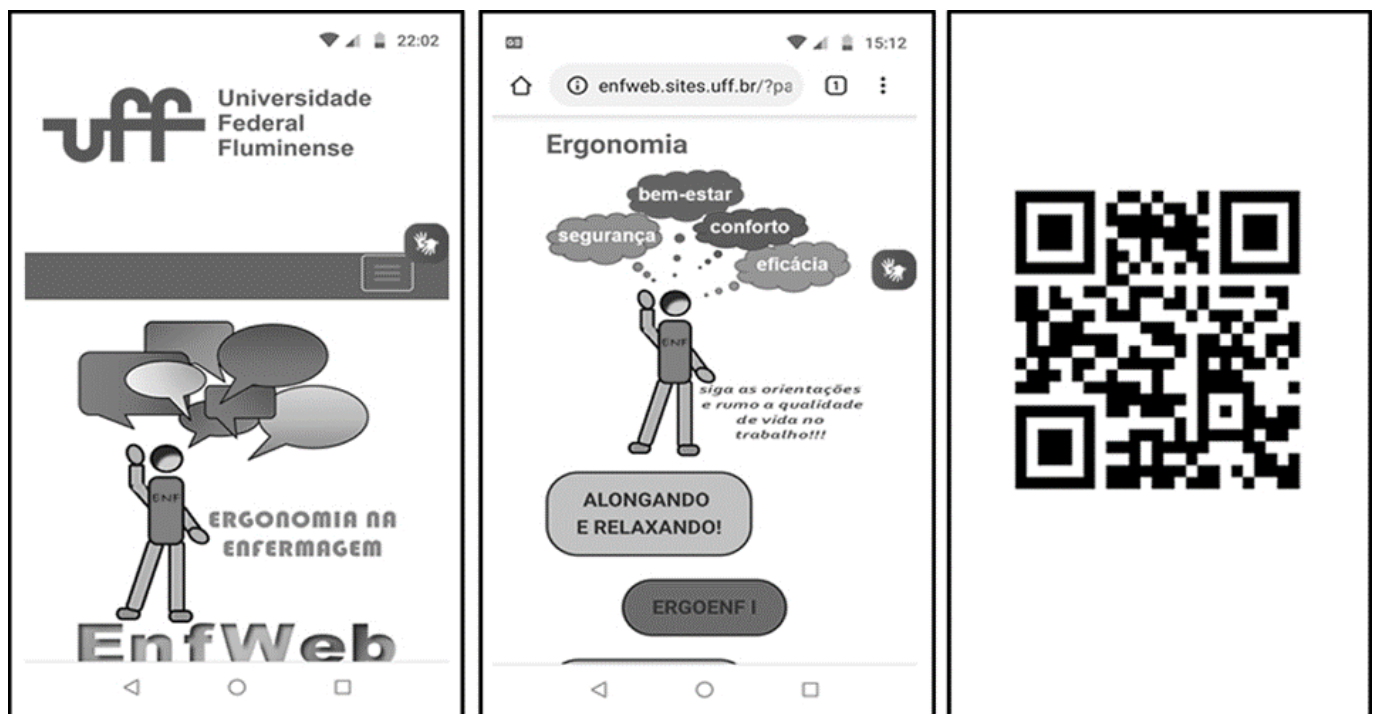 22:02
uff
Universidade
Federal
Fluminense
ENF
ERGONOMIA NA
ENFERMAGEM
EnfWeb
15:12
enfweb.sites.uff.br/?pa
1
Ergonomia
bem-estar
segurança
conforto
eficácia
ENF
siga as orientações
e rumo a qualidade
de vida no
trabalho!!!
ALONGANDO
E RELAXANDO!
ERGOENF I